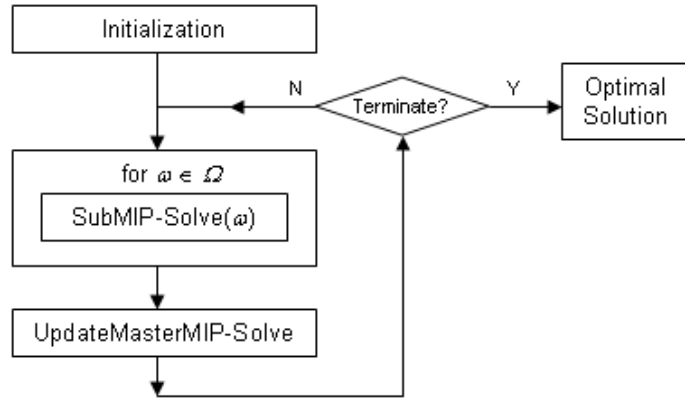 Initialization
N
Terminate?
Y
Optimal
Solution
for ω ∈ Ω
SubMIP-Solve(ω)
UpdateMasterMIP-Solve